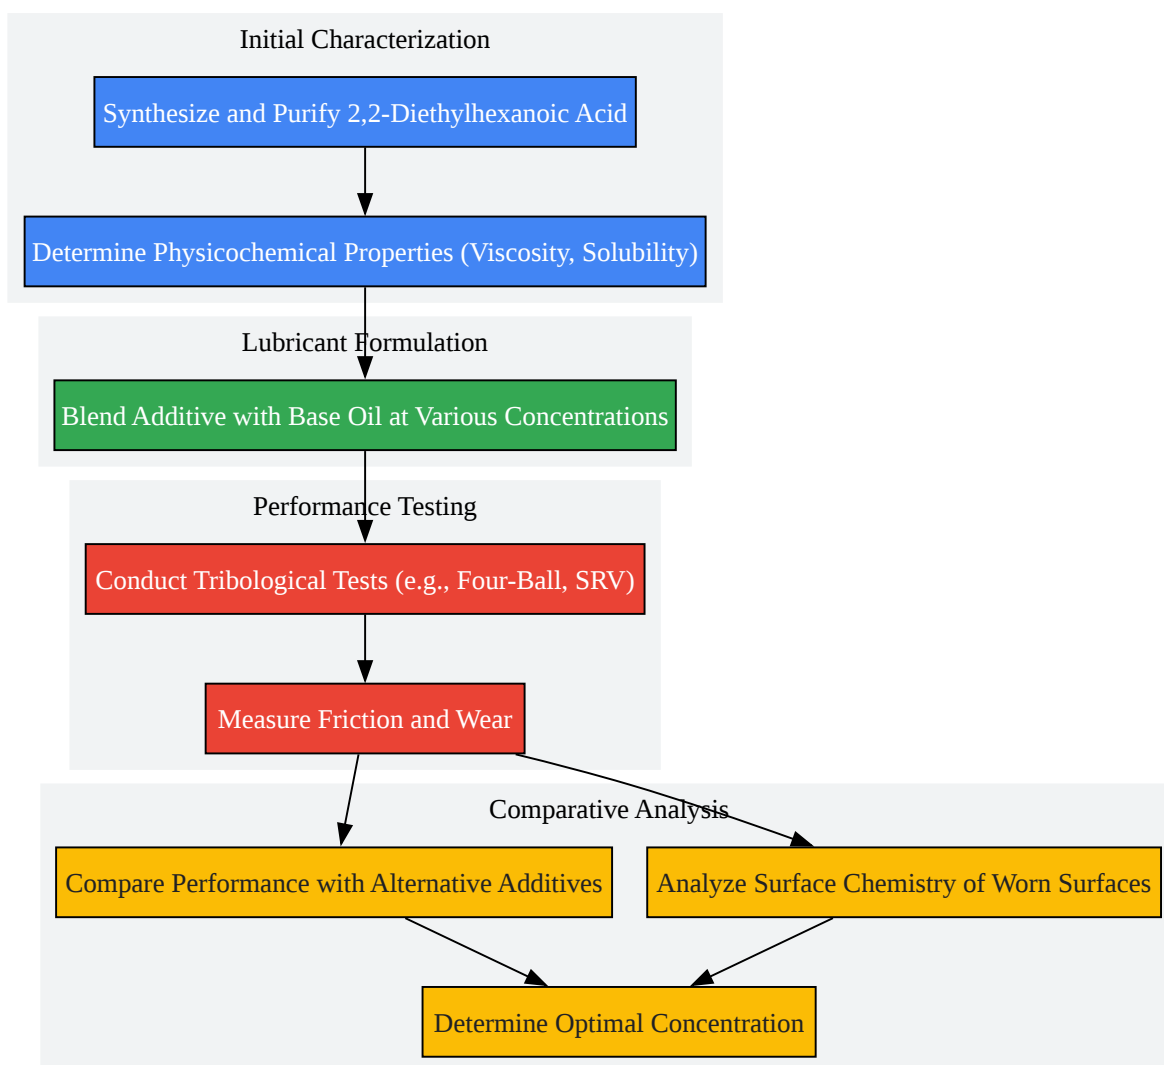 Initial Characterization
Synthesize and Purify 2,2-Diethylhexanoic Acid
Determine Physicochemical Properties (Viscosity, Solubility)
Lubricant Formulation
Blend Additive with Base Oil at Various Concentrations
Performance Testing
Conduct Tribological Tests (e.g., Four-Ball, SRV)
Measure Friction and Wear
Comparative Analysis
Compare Performance with Alternative Additives
Analyze Surface Chemistry of Worn Surfaces
Determine Optimal Concentration